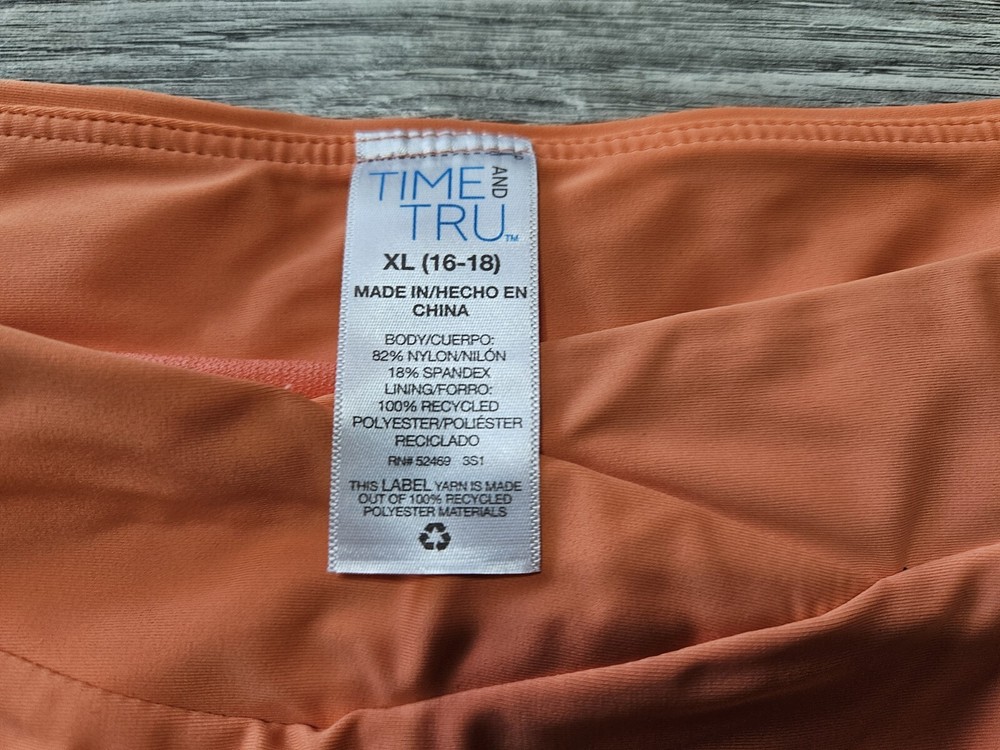 TIME AND
TRU™
XL (16-18)
MADE IN/HECHO EN
CHINA
BODY/CUERPO:
82% NYLON/NILÓN
18% SPANDEX
LINING/FORRO:
100% RECYCLED
POLYESTER/POLIÉSTER
RECICLADO
RN# 52469 3S1
THIS LABEL YARN IS MADE
OUT OF 100% RECYCLED
POLYESTER MATERIALS